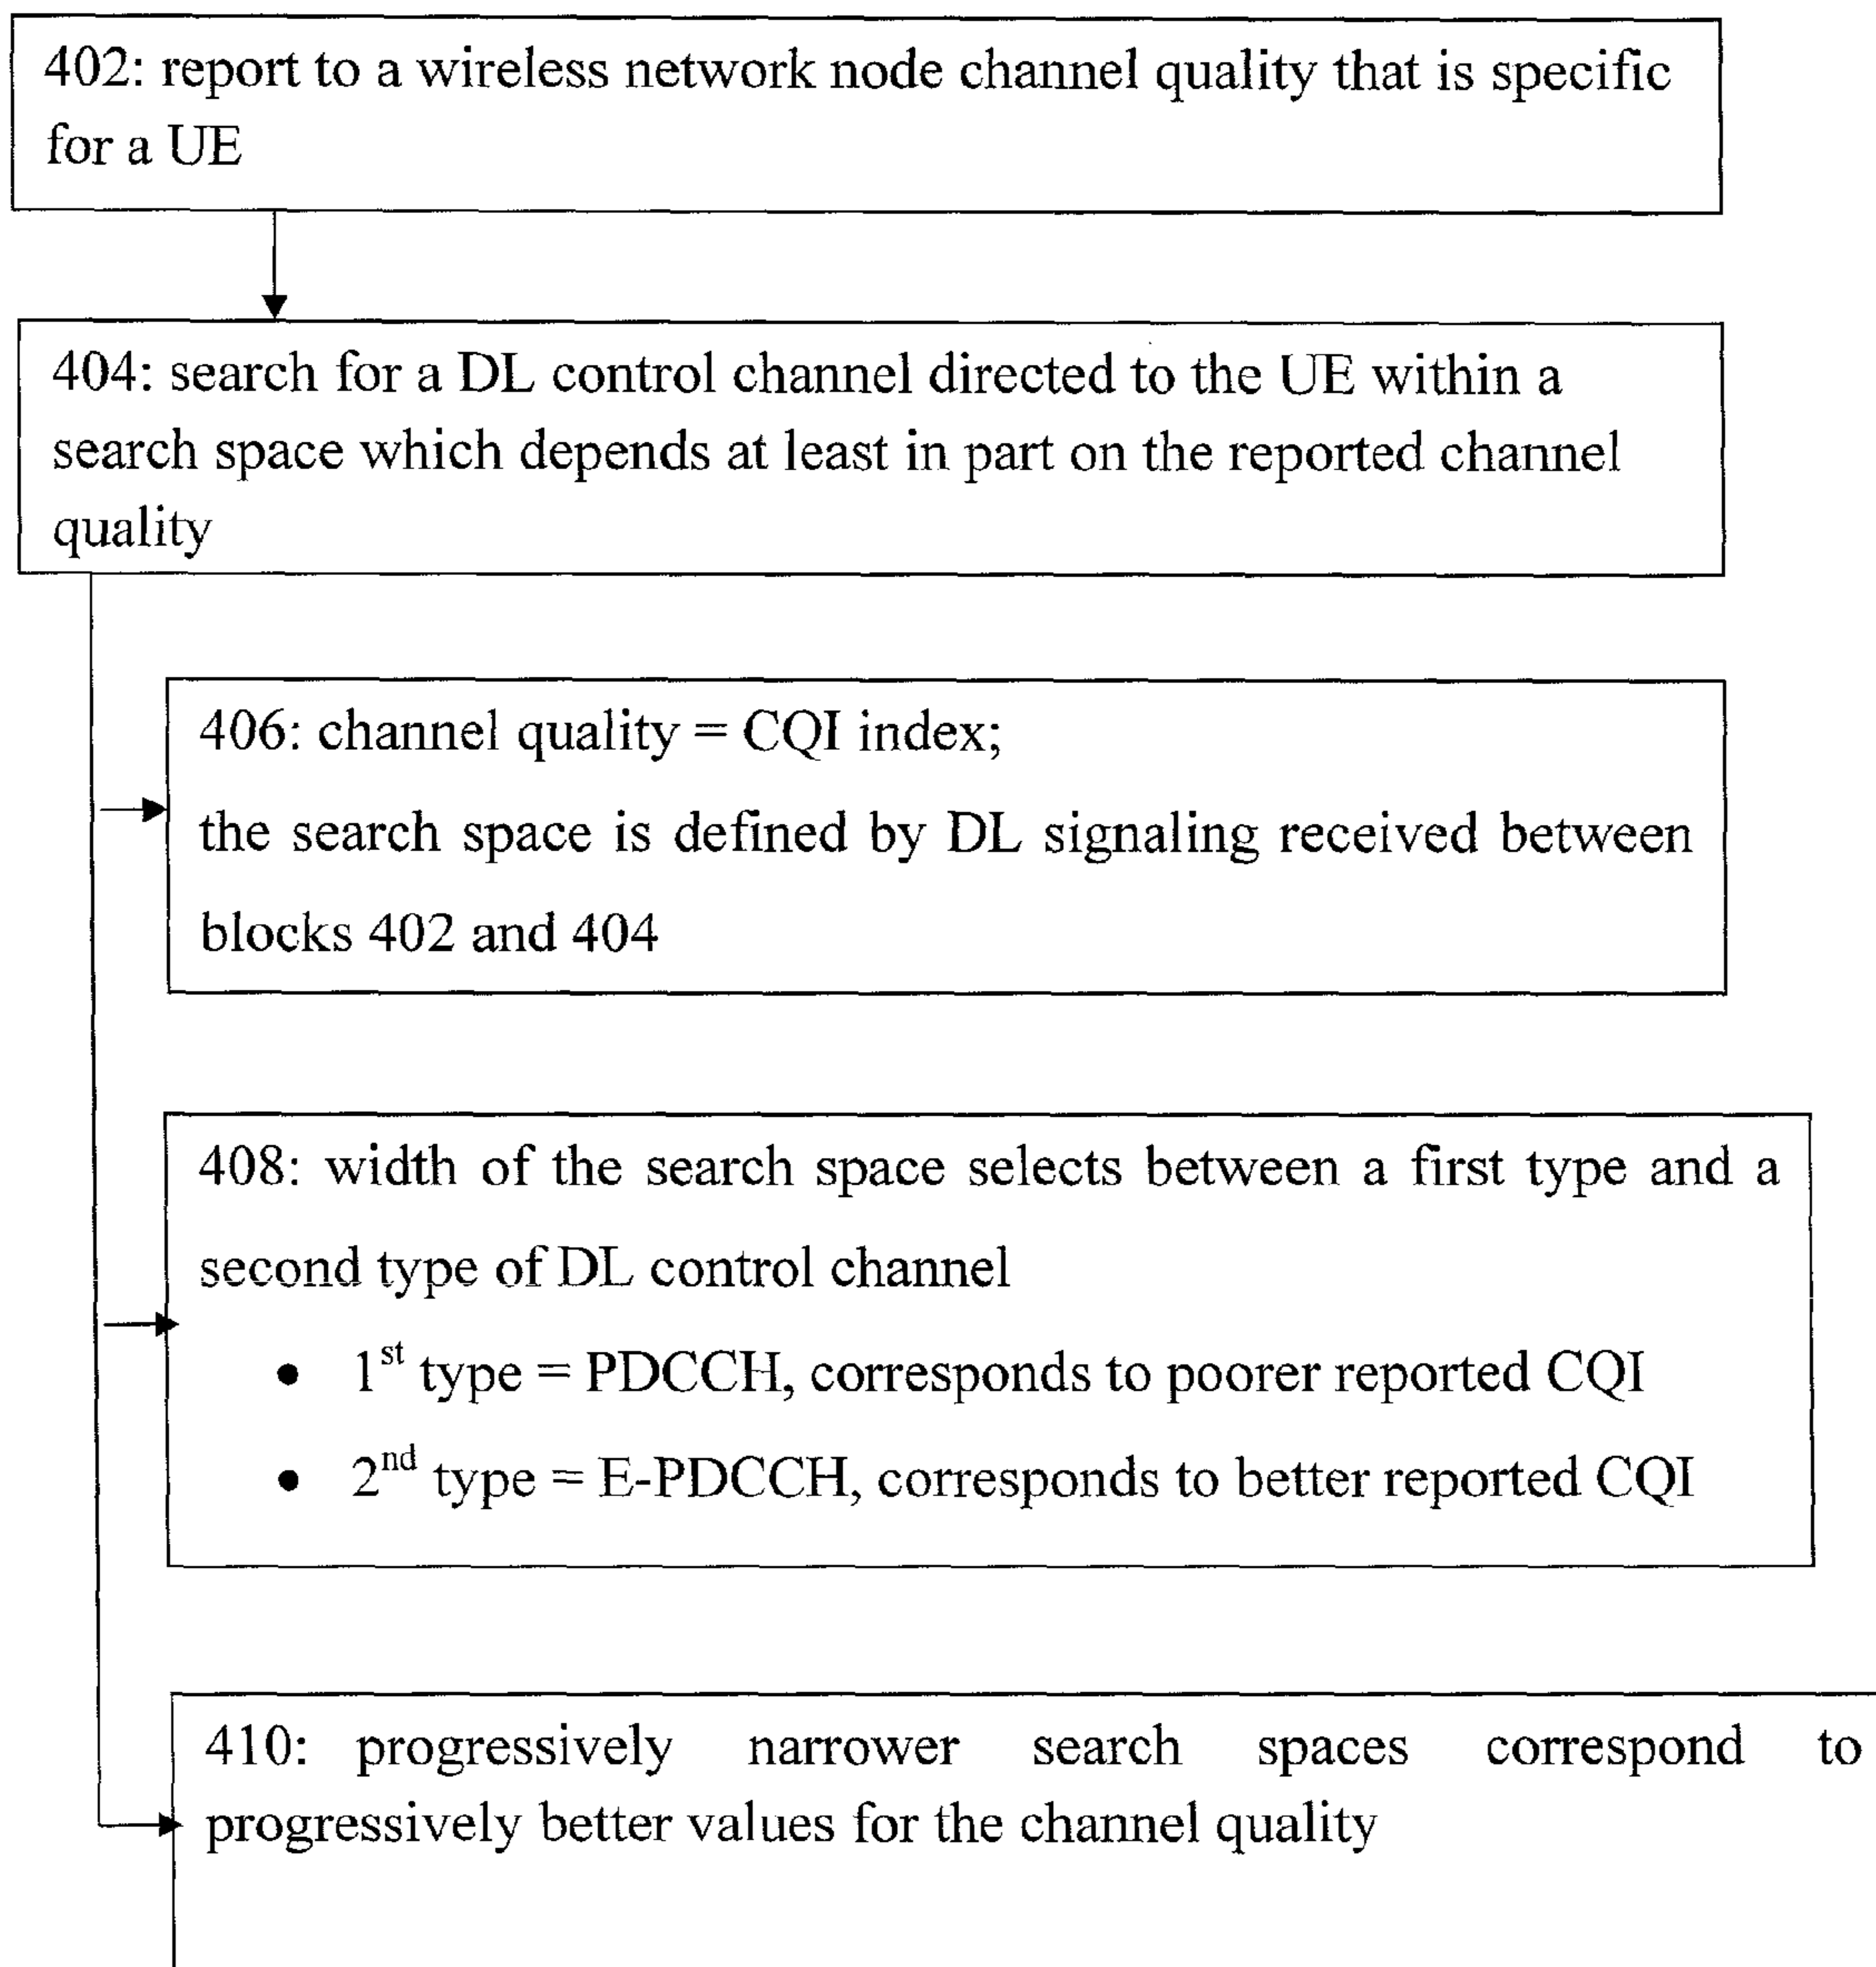 402: report to a wireless network node channel quality that is specific
for a UE
404: search for a DL control channel directed to the UE within a
search space which depends at least in part on the reported channel
quality
406: channel quality = CQI index;
the search space is defined by DL signaling received between
blocks 402 and 404
408: width of the search space selects between a first type and a
second type of DL control channel
• 1st type = PDCCH, corresponds to poorer reported CQI
• 2nd type = E-PDCCH, corresponds to better reported CQI
410: progressively narrower search spaces correspond to
progressively better values for the channel quality